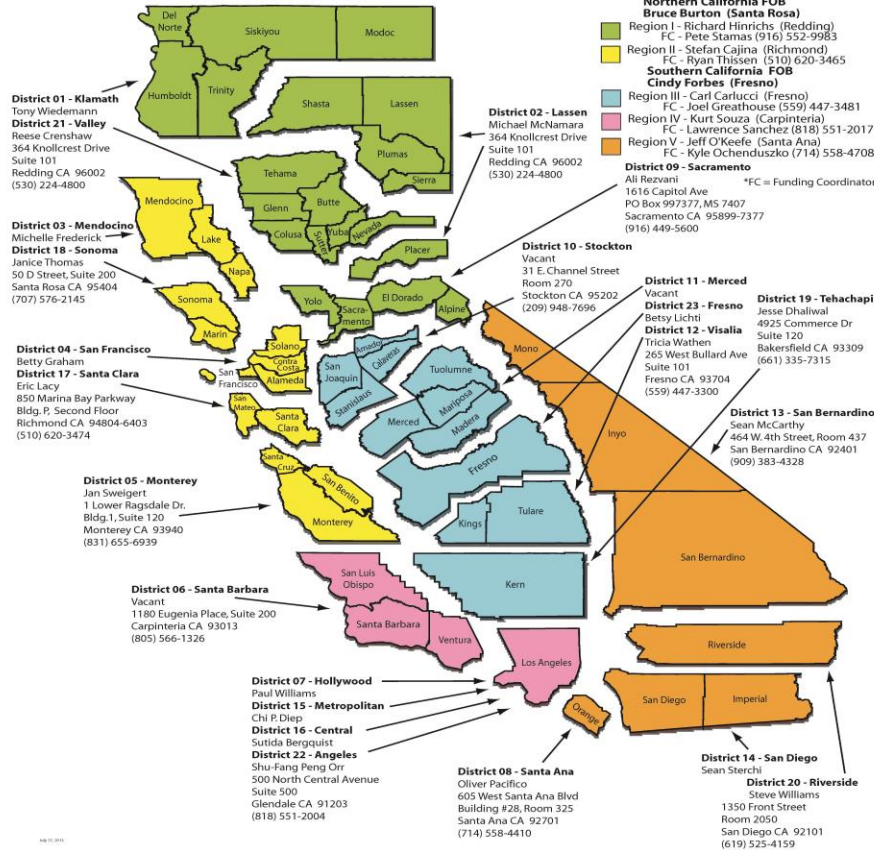 Northern California FOB
Bruce Burton (Santa Rosa)
Region I - Richard Hinrichs (Redding)
FC - Pete Stamas (916) 552-9983
Region II - Stefan Cajina (Richmond)
FC - Ryan Thissen (510) 620-3465
Southern California FOB
Cindy Forbes (Fresno)
Region III - Carl Carlucci (Fresno)
FC - Joel Greathouse (559) 447-3481
Region IV - Kurt Souza (Carpinteria)
FC - Lawrence Sanchez (818) 551-2017
Region V - Jeff O'Keefe (Santa Ana)
FC - Kyle Ochenduszko (714) 558-4708
*FC = Funding Coordinator
Del
Norte
Siskiyou
Modoc
Humboldt
Trinity
Shasta
Lassen
Plumas
Sierra
Tehama
Glenn
Butte
Colusa
Sutter
Yuba
Nevada
Placer
Yolo
Sacra-
mento
El Dorado
Alpine
District 01 - Klamath
Tony Wiedemann
District 21 - Valley
Reese Crenshaw
364 Knollcrest Drive
Suite 101
Redding CA 96002
(530) 224-4800
District 02 - Lassen
Michael McNamara
364 Knollcrest Drive
Suite 101
Redding CA 96002
(530) 224-4800
District 09 - Sacramento
Ali Rezvani
1616 Capitol Ave
PO Box 997377, MS 7407
Sacramento CA 95899-7377
(916) 449-5600
Mendocino
Lake
Napa
Sonoma
Marin
District 03 - Mendocino
Michelle Frederick
District 18 - Sonoma
Janice Thomas
50 D Street, Suite 200
Santa Rosa CA 95404
(707) 576-2145
District 10 - Stockton
Vacant
31 E. Channel Street
Room 270
Stockton CA 95202
(209) 948-7696
District 11 - Merced
Vacant
District 23 - Fresno
Betsy Lichti
District 12 - Visalia
Tricia Wathen
265 West Bullard Ave
Suite 101
Fresno CA 93704
(559) 447-3300
District 19 - Tehachapi
Jesse Dhaliwal
4925 Commerce Dr
Suite 120
Bakersfield CA 93309
(661) 335-7315
District 04 - San Francisco
Betty Graham
District 17 - Santa Clara
Eric Lacy
850 Marina Bay Parkway
Bldg. P, Second Floor
Richmond CA 94804-6403
(510) 620-3474
Solano
Contra
Costa
Alameda
San
Francisco
San
Mateo
Santa
Clara
Santa
Cruz
San Benito
Monterey
Amador
Calaveras
San
Joaquin
Stanislaus
Tuolumne
Mariposa
Merced
Madera
Fresno
Kings
Tulare
Kern
Mono
Inyo
San Bernardino
District 13 - San Bernardino
Sean McCarthy
464 W. 4th Street, Room 437
San Bernardino CA 92401
(909) 383-4328
District 05 - Monterey
Jan Sweigert
1 Lower Ragsdale Dr.
Bldg.1, Suite 120
Monterey CA 93940
(831) 655-6939
District 06 - Santa Barbara
Vacant
1180 Eugenia Place, Suite 200
Carpinteria CA 93013
(805) 566-1326
San Luis
Obispo
Santa Barbara
Ventura
Los Angeles
Riverside
San Diego
Imperial
Orange
District 07 - Hollywood
Paul Williams
District 15 - Metropolitan
Chi P. Diep
District 16 - Central
Sutida Bergquist
District 22 - Angeles
Shu-Fang Peng Orr
500 North Central Avenue
Suite 500
Glendale CA 91203
(818) 551-2004
District 08 - Santa Ana
Oliver Pacifico
605 West Santa Ana Blvd
Building #28, Room 325
Santa Ana CA 92701
(714) 558-4410
District 14 - San Diego
Sean Sterchi
District 20 - Riverside
Steve Williams
1350 Front Street
Room 2050
San Diego CA 92101
(619) 525-4159